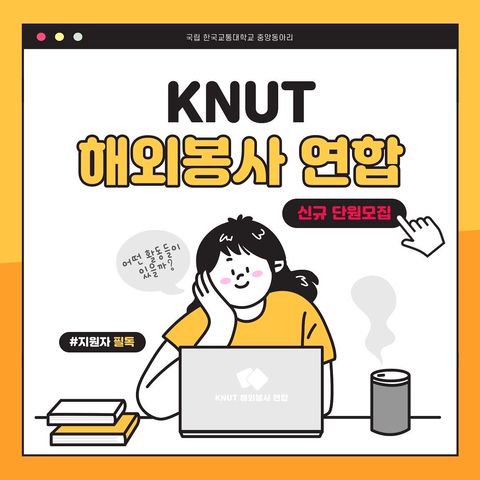 국립 한국교통대학교 중앙동아리
KNUT
해외봉사 연합
신규 단원모집
어떤 활동들이
있을까?
#지원자 필독
KNUT 해외봉사 연합